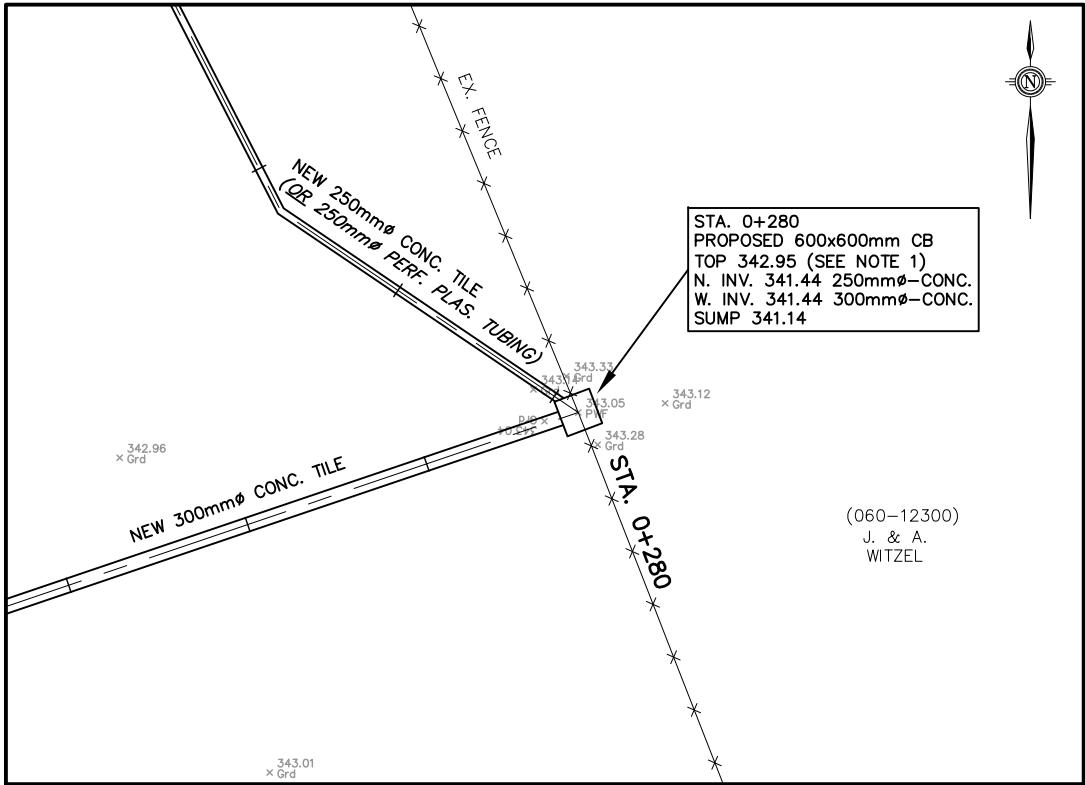 EX. FENCE
N
NEW 250mmø CONC. TILE
(OR 250mmø PERF. PLAS. TUBING)
STA. 0+280
PROPOSED 600x600mm CB
TOP 342.95 (SEE NOTE 1)
N. INV. 341.44 250mmø-CONC.
W. INV. 341.44 300mmø-CONC.
SUMP 341.14
343.33
Grd
343.14
343.05
PWF
343.12
Grd
343.28
Grd
342.96
Grd
NEW 300mmø CONC. TILE
STA. 0+280
(060-12300)
J. & A.
WITZEL
343.01
Grd